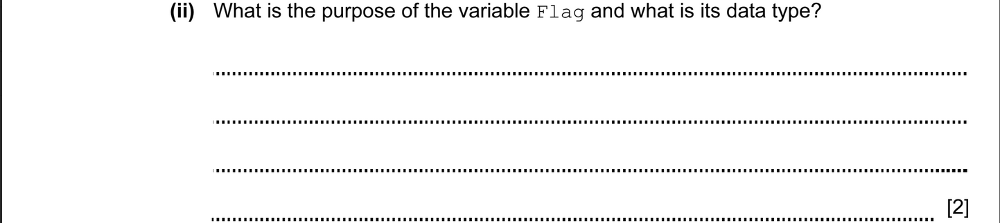 (ii) What is the purpose of the variable Flag and what is its data type?
[2]